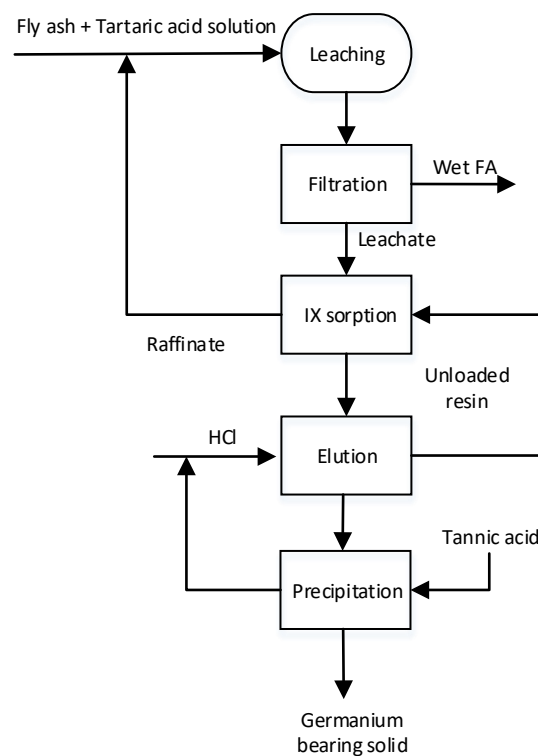 Fly ash + Tartaric acid solution
Leaching
Filtration
Wet FA
Leachate
IX sorption
Raffinate
Unloaded
resin
HCl
Elution
Tannic acid
Precipitation
Germanium
bearing solid